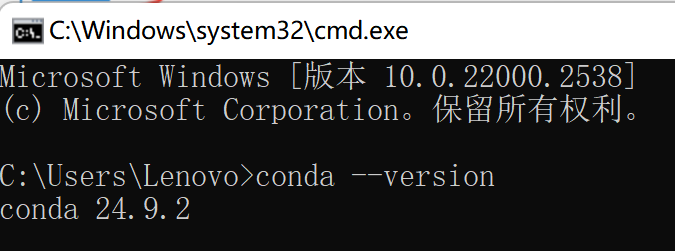 C:\Windows\system32\cmd.exe
Microsoft Windows [版本 10.0.22000.2538]
(c) Microsoft Corporation。保留所有权利。
C:\Users\Lenovo>conda --version
conda 24.9.2